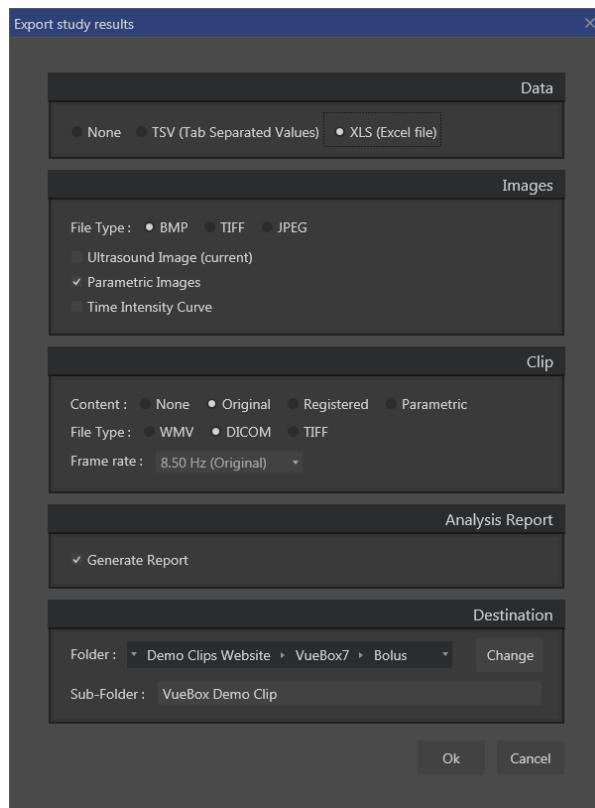 Export study results
Data
None TSV (Tab Separated Values) XLS (Excel file)
Images
File Type : BMP TIFF JPEG
Ultrasound Image (current)
Parametric Images
Time Intensity Curve
Clip
Content : None Original Registered Parametric
File Type : WMV DICOM TIFF
Frame rate : 8.50 Hz (Original)
Analysis Report
Generate Report
Destination
Folder : Demo Clips Website VueBox7 Bolus Change
Sub-Folder : VueBox Demo Clip
Ok Cancel